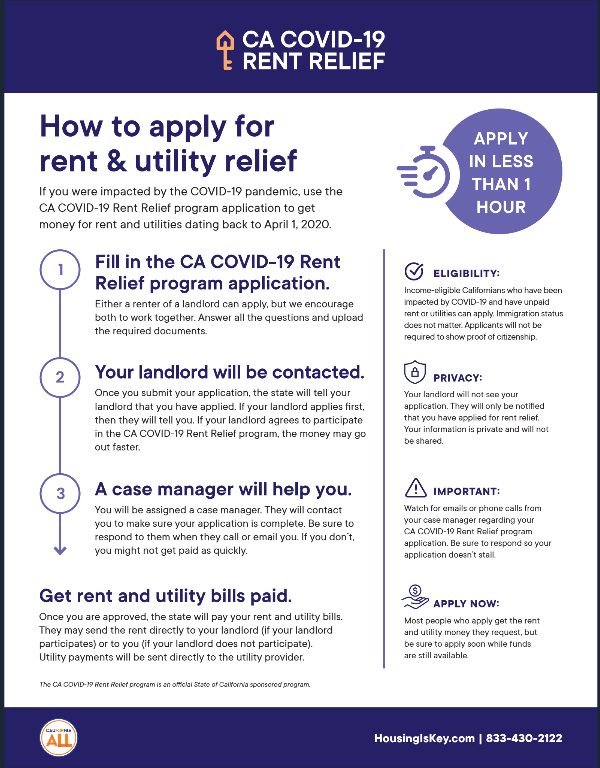 CA COVID-19
RENT RELIEF
How to apply for
rent & utility relief
If you were impacted by the COVID-19 pandemic, use the
CA COVID-19 Rent Relief program application to get
money for rent and utilities dating back to April 1, 2020.
APPLY
IN LESS
THAN 1
HOUR
1
Fill in the CA COVID-19 Rent
Relief program application.
Either a renter of a landlord can apply, but we encourage
both to work together. Answer all the questions and upload
the required documents.
2
Your landlord will be contacted.
Once you submit your application, the state will tell your
landlord that you have applied. If your landlord applies first,
then they will tell you. If your landlord agrees to participate
in the CA COVID-19 Rent Relief program, the money may go
out faster.
3
A case manager will help you.
You will be assigned a case manager. They will contact
you to make sure your application is complete. Be sure to
respond to them when they call or email you. If you don't,
you might not get paid as quickly.
Get rent and utility bills paid.
Once you are approved, the state will pay your rent and utility bills.
They may send the rent directly to your landlord (if your landlord
participates) or to you (if your landlord does not participate).
Utility payments will be sent directly to the utility provider.
The CA COVID-19 Rent Relief program is an official State of California sponsored program.
ELIGIBILITY:
Income-eligible Californians who have been
impacted by COVID-19 and have unpaid
rent or utilities can apply. Immigration status
does not matter. Applicants will not be
required to show proof of citizenship.
PRIVACY:
Your landlord will not see your
application. They will only be notified
that you have applied for rent relief.
Your information is private and will not
be shared.
IMPORTANT:
Watch for emails or phone calls from
your case manager regarding your
CA COVID-19 Rent Relief program
application. Be sure to respond so your
application doesn't stall.
$
APPLY NOW:
Most people who apply get the rent
and utility money they request, but
be sure to apply soon while funds
are still available.
CALIFORNIA
ALL
HousingIsKey.com | 833-430-2122